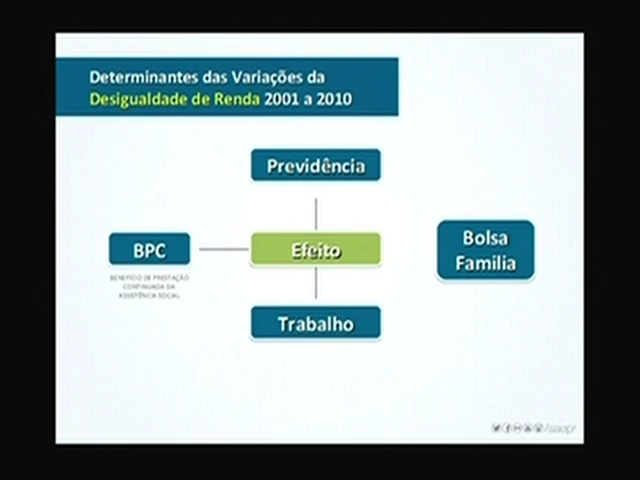 Determinantes das Variações da
Desigualdade de Renda 2001 a 2010
Previdência
BPC
Efeito
Bolsa
Familia
BENEFÍCIO DE PRESTAÇÃO
CONTINUADA DA
ASSISTÊNCIA SOCIAL
Trabalho
/saepr